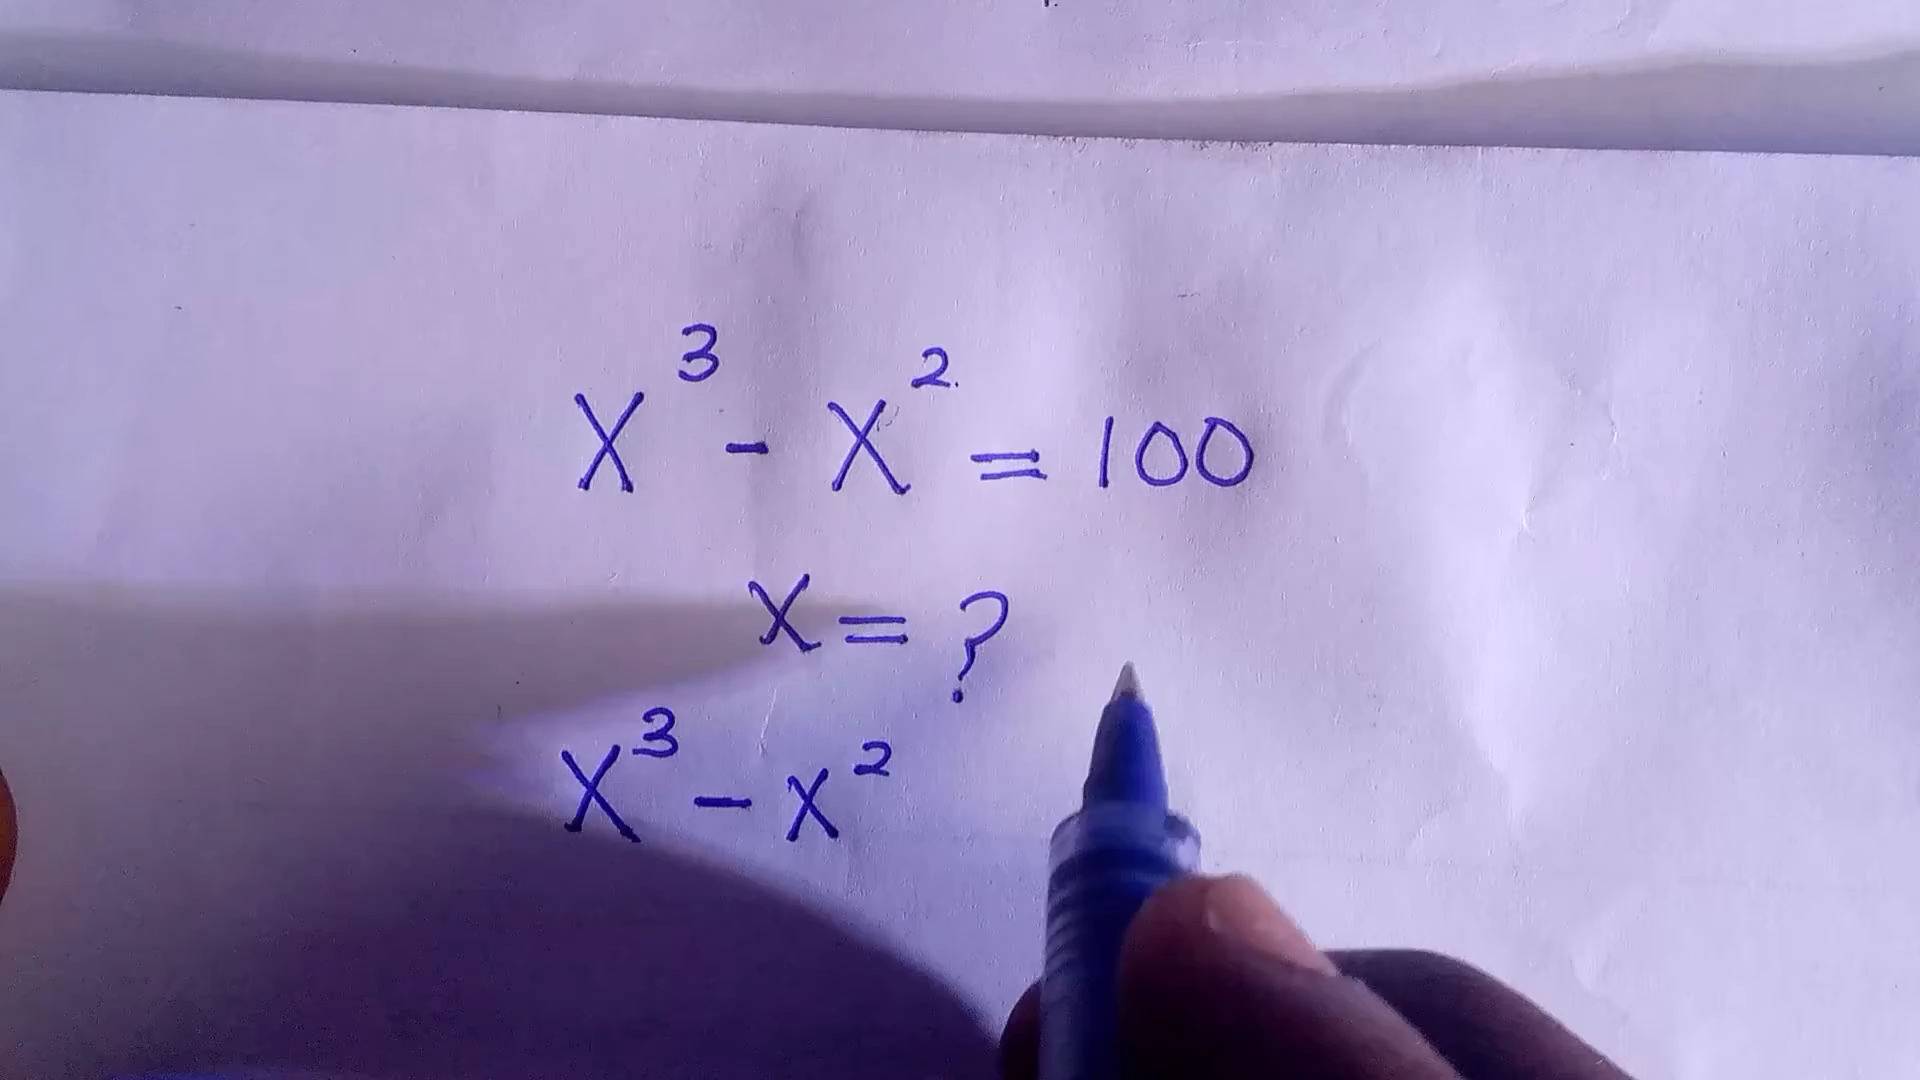 X³ - X² = 100
X = ?
X³ - X²